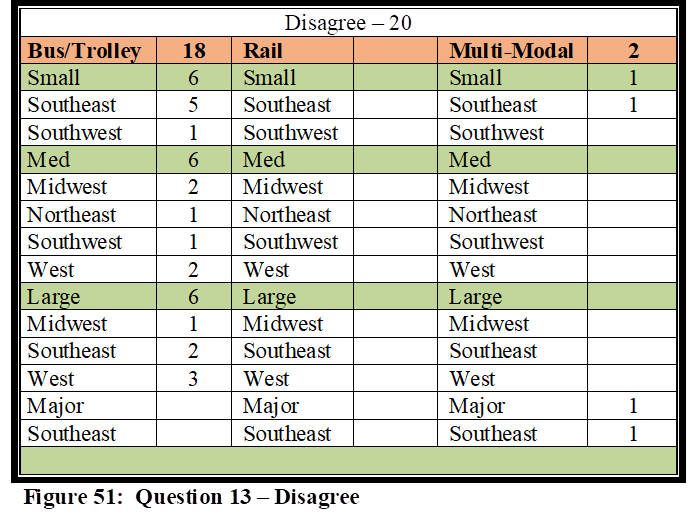 Disagree – 20
Bus/Trolley 18 Rail Multi-Modal 2
Small 6 Small Small 1
Southeast 5 Southeast Southeast 1
Southwest 1 Southwest Southwest
Med 6 Med Med
Midwest 2 Midwest Midwest
Northeast 1 Northeast Northeast
Southwest 1 Southwest Southwest
West 2 West West
Large 6 Large Large
Midwest 1 Midwest Midwest
Southeast 2 Southeast Southeast
West 3 West West
Major Major Major 1
Southeast Southeast Southeast 1
Figure 51: Question 13 – Disagree